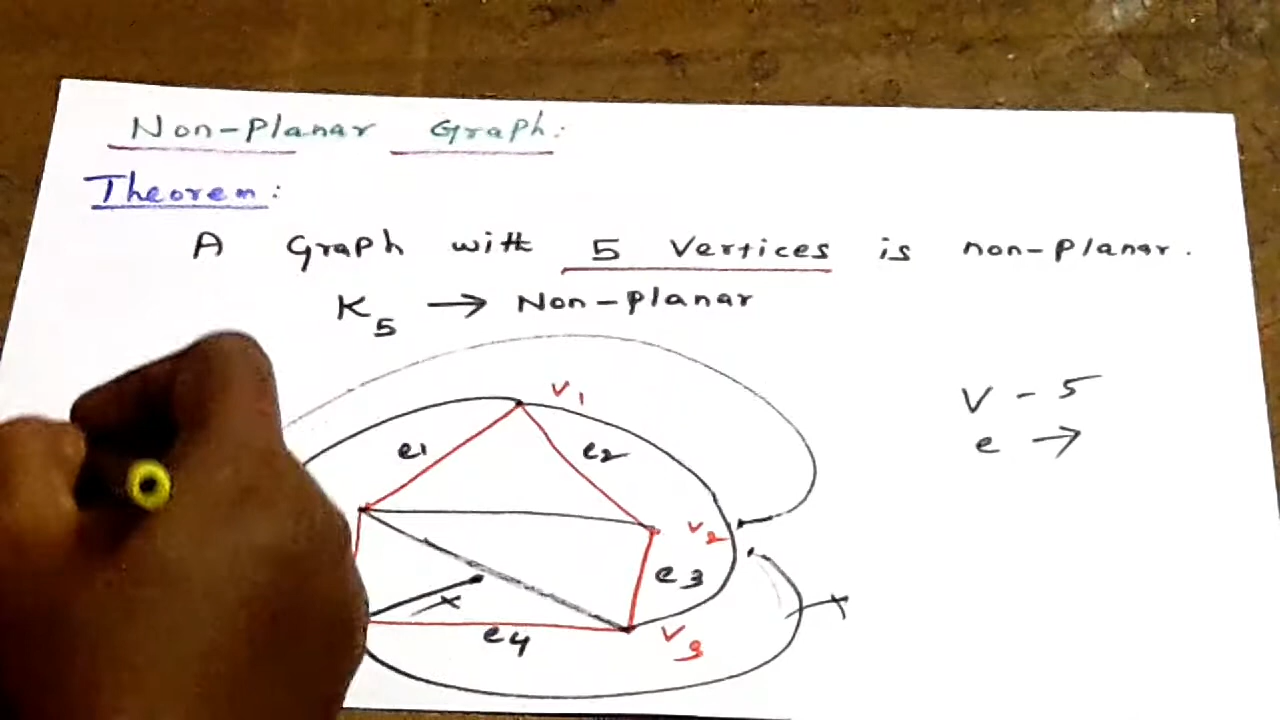 Non-Planar Graph:
Theorem:
A Graph with 5 Vertices is non-planar.
K5 → Non-planar
V - 5
e →
v1
e1
e2
v2
e3
x
x
e4
v3